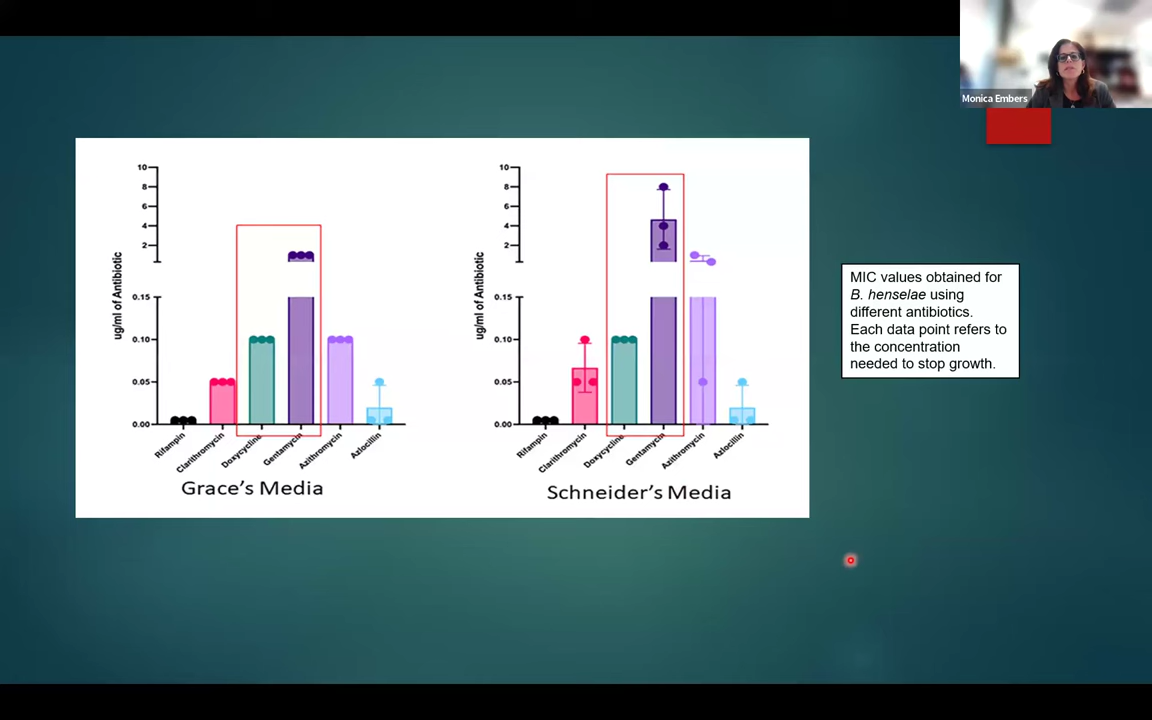 Monica Embers
ug/ml of Antibiotic
10
8
6
4
2
0.15
0.10
0.05
0.00
Rifampin
Clarithromycin
Doxycycline
Gentamycin
Azithromycin
Azlocillin
Grace's Media
ug/ml of Antibiotic
10
8
6
4
2
0.15
0.10
0.05
0.00
Rifampin
Clarithromycin
Doxycycline
Gentamycin
Azithromycin
Azlocillin
Schneider's Media
MIC values obtained for
B. henselae using
different antibiotics.
Each data point refers to
the concentration
needed to stop growth.